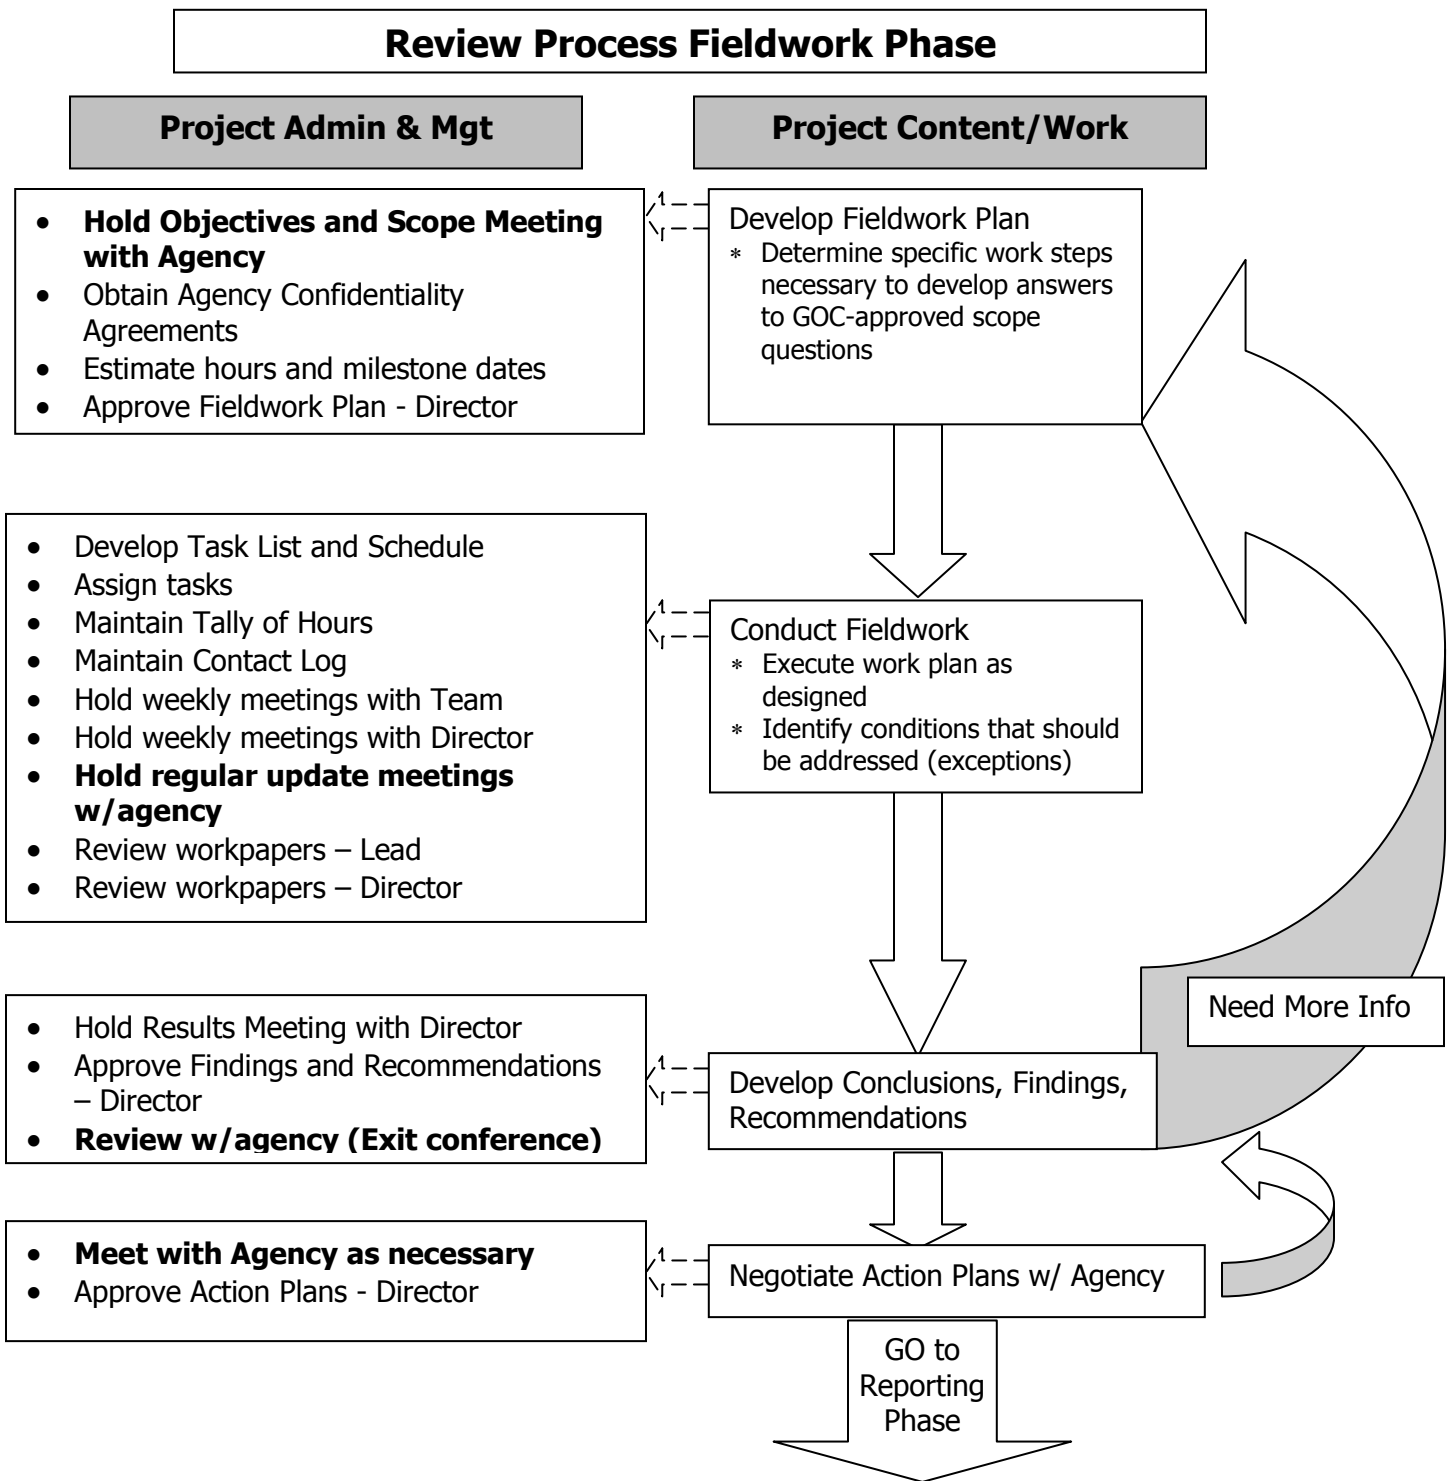 Review Process Fieldwork Phase
Project Admin & Mgt
Project Content/Work
• Hold Objectives and Scope Meeting
with Agency
• Obtain Agency Confidentiality
Agreements
• Estimate hours and milestone dates
• Approve Fieldwork Plan - Director
Develop Fieldwork Plan
* Determine specific work steps
necessary to develop answers
to GOC-approved scope
questions
• Develop Task List and Schedule
• Assign tasks
• Maintain Tally of Hours
• Maintain Contact Log
• Hold weekly meetings with Team
• Hold weekly meetings with Director
• Hold regular update meetings
w/agency
• Review workpapers – Lead
• Review workpapers – Director
Conduct Fieldwork
* Execute work plan as
designed
* Identify conditions that should
be addressed (exceptions)
• Hold Results Meeting with Director
• Approve Findings and Recommendations
– Director
• Review w/agency (Exit conference)
Develop Conclusions, Findings,
Recommendations
Need More Info
• Meet with Agency as necessary
• Approve Action Plans - Director
Negotiate Action Plans w/ Agency
GO to
Reporting
Phase